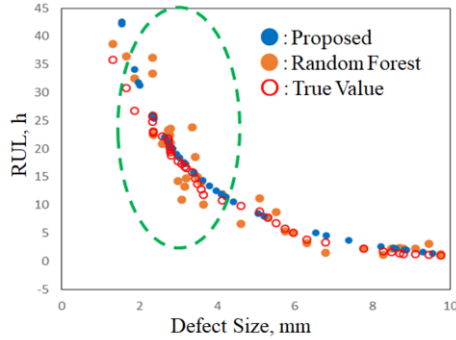 45
40
35
30
25
20
15
10
5
0
-5
RUL, h
: Proposed
: Random Forest
: True Value
0 2 4 6 8 10
Defect Size, mm